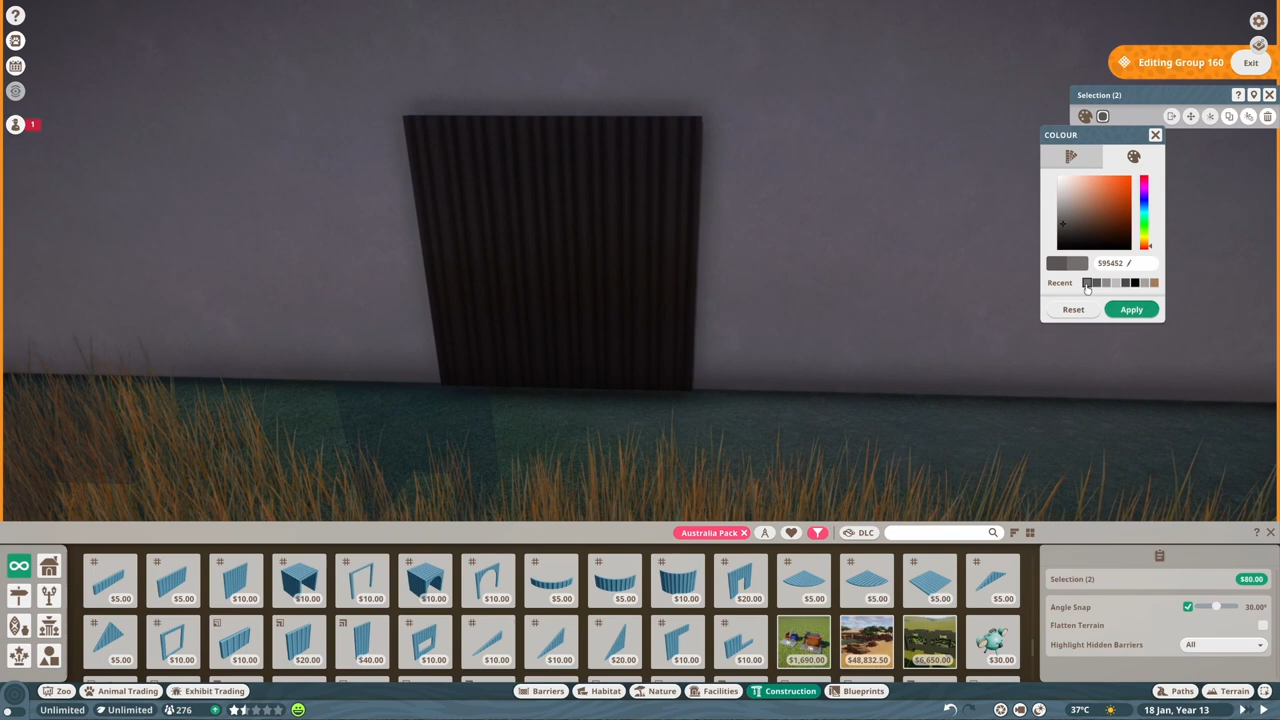 ?
Editing Group 160 Exit
1
Selection (2) ?
COLOUR
595452 /
Recent
Reset Apply
Australia Pack DLC ?
$5.00 $5.00 $10.00 $10.00 $10.00 $10.00 $10.00 $5.00 $5.00 $10.00 $20.00 $5.00 $5.00 $5.00 $5.00
Selection (2) $80.00
Angle Snap 30.00°
Flatten Terrain
Highlight Hidden Barriers All
$5.00 $10.00 $10.00 $20.00 $40.00 $10.00 $10.00 $10.00 $20.00 $10.00 $10.00 $1,690.00 $48,832.50 $6,650.00 $30.00
Zoo Animal Trading Exhibit Trading Barriers Habitat Nature Facilities Construction Blueprints Paths Terrain
Unlimited Unlimited 276 37°C 18 Jan, Year 13